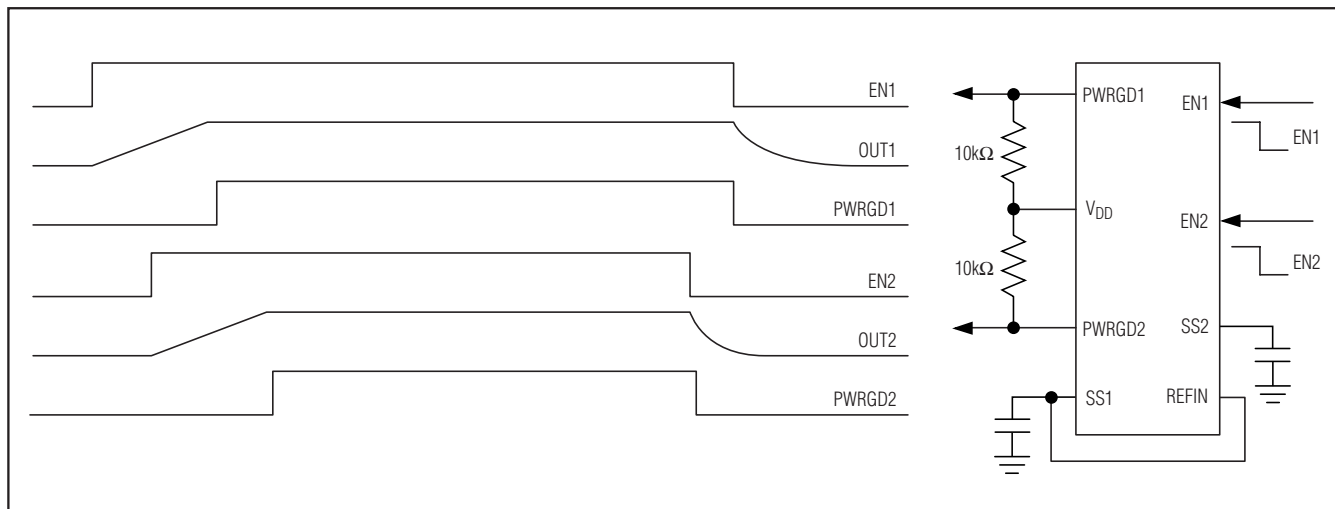 EN1
OUT1
PWRGD1
EN2
OUT2
PWRGD2
PWRGD1
10kΩ
V_DD
10kΩ
PWRGD2
SS1
EN1
EN1
EN2
EN2
SS2
REFIN